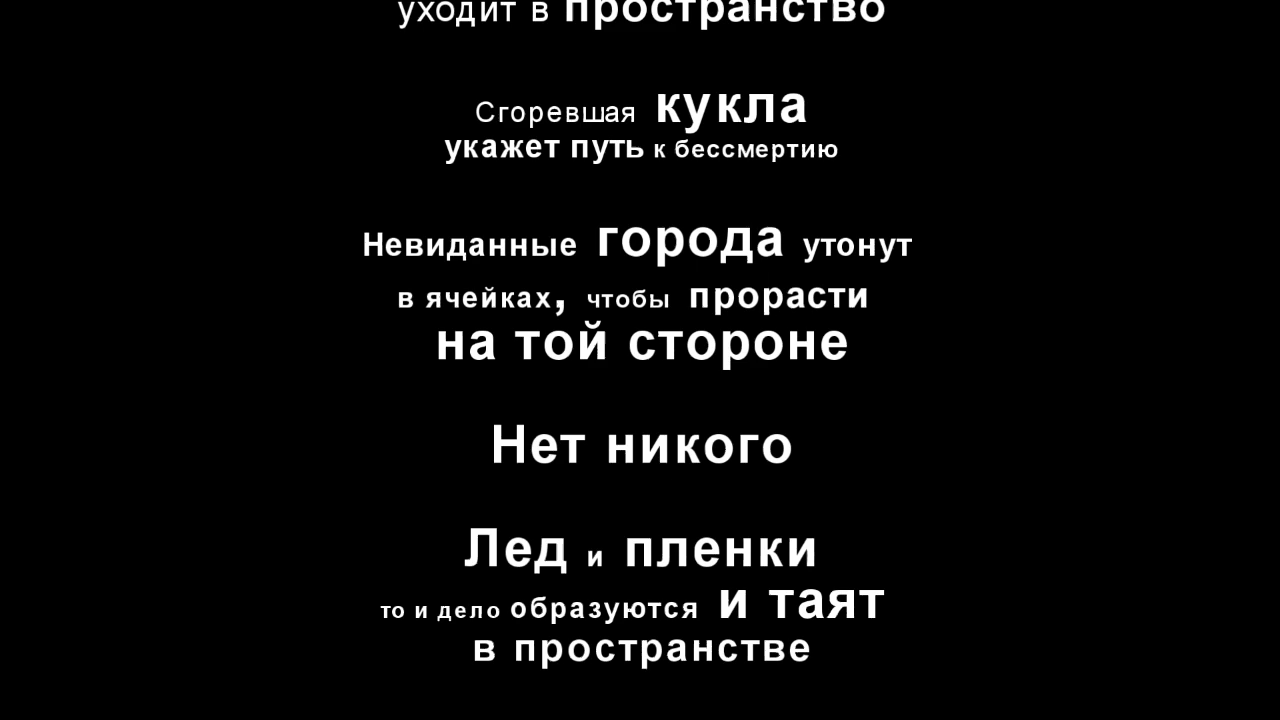 уходит в пространство
Сгоревшая кукла
укажет путь к бессмертию
Невиданные города утонут
в ячейках, чтобы прорасти
на той стороне
Нет никого
Лед и пленки
то и дело образуются и таят
в пространстве